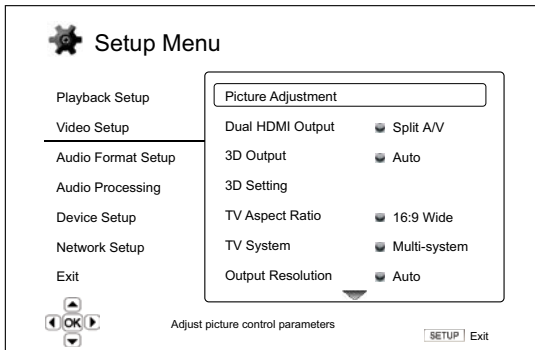 Setup Menu
Playback Setup
Video Setup
Audio Format Setup
Audio Processing
Device Setup
Network Setup
Exit
Picture Adjustment
Dual HDMI Output Split A/V
3D Output Auto
3D Setting
TV Aspect Ratio 16:9 Wide
TV System Multi-system
Output Resolution Auto
OK
Adjust picture control parameters
SETUP Exit